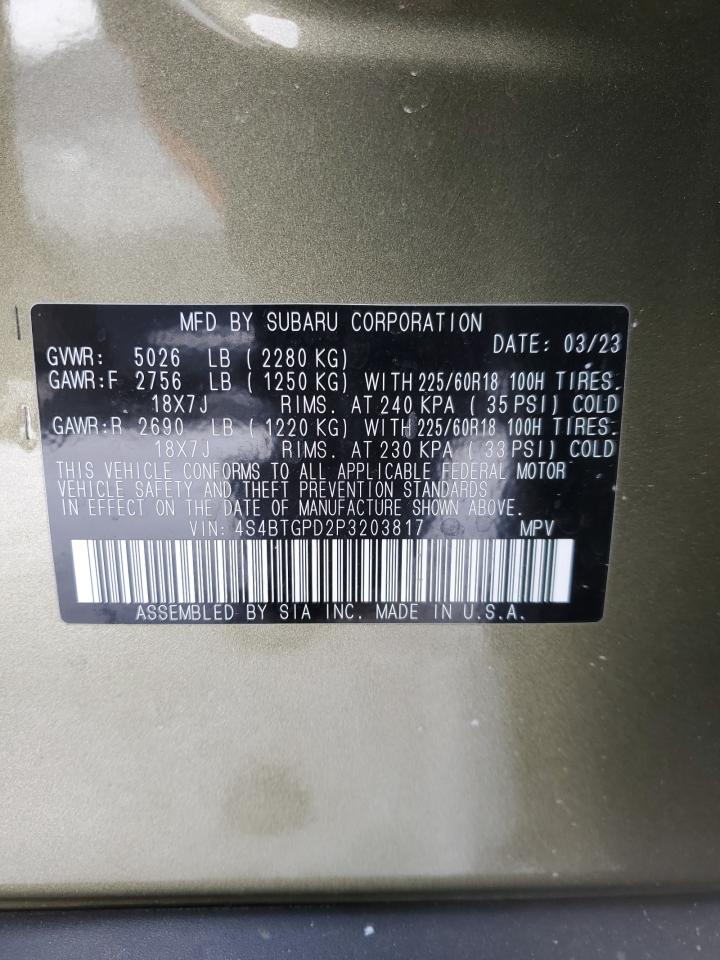 MFD BY SUBARU CORPORATION
DATE: 03/23
GVWR: 5026 LB ( 2280 KG)
GAWR:F 2756 LB ( 1250 KG) WITH 225/60R18 100H TIRES.
18X7J RIMS. AT 240 KPA ( 35 PSI) COLD
GAWR:R 2690 LB ( 1220 KG) WITH 225/60R18 100H TIRES.
18X7J RIMS. AT 230 KPA ( 33 PSI) COLD
THIS VEHICLE CONFORMS TO ALL APPLICABLE FEDERAL MOTOR
VEHICLE SAFETY AND THEFT PREVENTION STANDARDS
IN EFFECT ON THE DATE OF MANUFACTURE SHOWN ABOVE.
VIN: 4S4BTGPD2P3203817 MPV
ASSEMBLED BY SIA INC. MADE IN U.S.A.